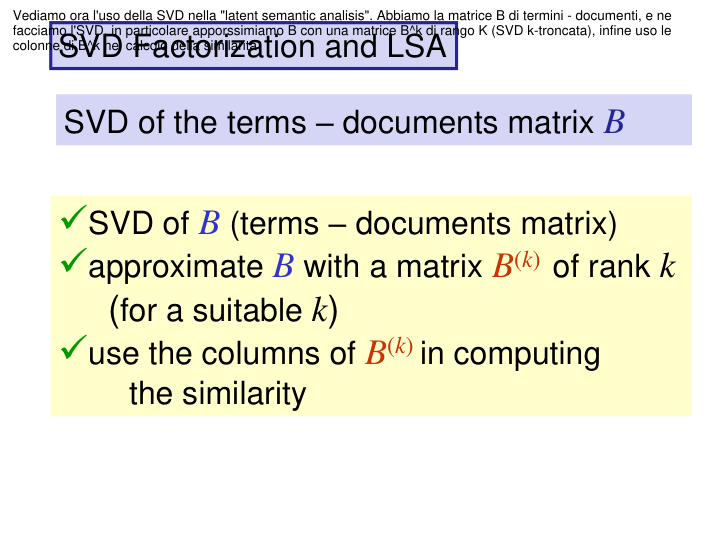 Vediamo ora l'uso della SVD nella "latent semantic analisis". Abbiamo la matrice B di termini - documenti, e ne
facciamo l'SVD, in particolare approssimiamo B con una matrice B^k di rango K (SVD k-troncata), infine uso le
colonne di B^k nel calcolo della similarità.
SVD Factorization and LSA
SVD of the terms – documents matrix B
✓SVD of B (terms – documents matrix)
✓approximate B with a matrix B(k) of rank k
(for a suitable k)
✓use the columns of B(k) in computing
the similarity